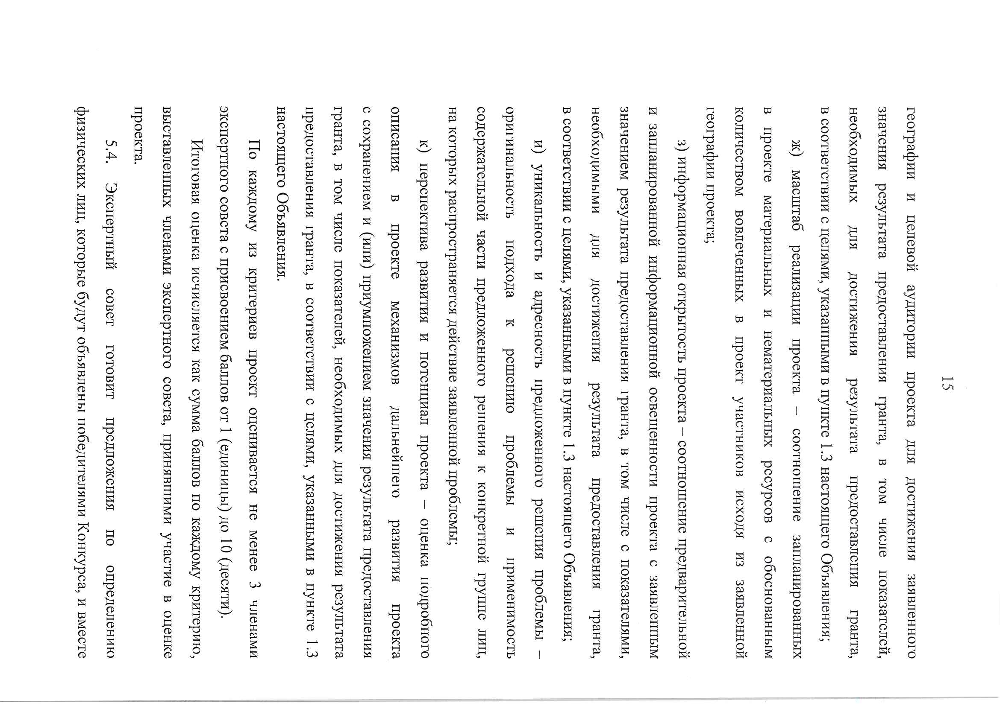 15
географии и целевой аудитории проекта для достижения заявленного
значения результата предоставления гранта, в том числе показателей,
необходимых для достижения результата предоставления гранта,
в соответствии с целями, указанными в пункте 1.3 настоящего Объявления;
ж) масштаб реализации проекта – соотношение запланированных
в проекте материальных и нематериальных ресурсов с обоснованным
количеством вовлеченных в проект участников исходя из заявленной
географии проекта;
з) информационная открытость проекта – соотношение предварительной
и запланированной информационной освещенности проекта с заявленным
значением результата предоставления гранта, в том числе с показателями,
необходимыми для достижения результата предоставления гранта,
в соответствии с целями, указанными в пункте 1.3 настоящего Объявления;
и) уникальность и адресность предложенного решения проблемы –
оригинальность подхода к решению проблемы и применимость
содержательной части предложенного решения к конкретной группе лиц,
на которых распространяется действие заявленной проблемы;
к) перспектива развития и потенциал проекта – оценка подробного
описания в проекте механизмов дальнейшего развития проекта
с сохранением и (или) приумножением значения результата предоставления
гранта, в том числе показателей, необходимых для достижения результата
предоставления гранта, в соответствии с целями, указанными в пункте 1.3
настоящего Объявления.
По каждому из критериев проект оценивается не менее 3 членами
экспертного совета с присвоением баллов от 1 (единицы) до 10 (десяти).
Итоговая оценка исчисляется как сумма баллов по каждому критерию,
выставленных членами экспертного совета, принявшими участие в оценке
проекта.
5.4. Экспертный совет готовит предложения по определению
физических лиц, которые будут объявлены победителями Конкурса, и вместе